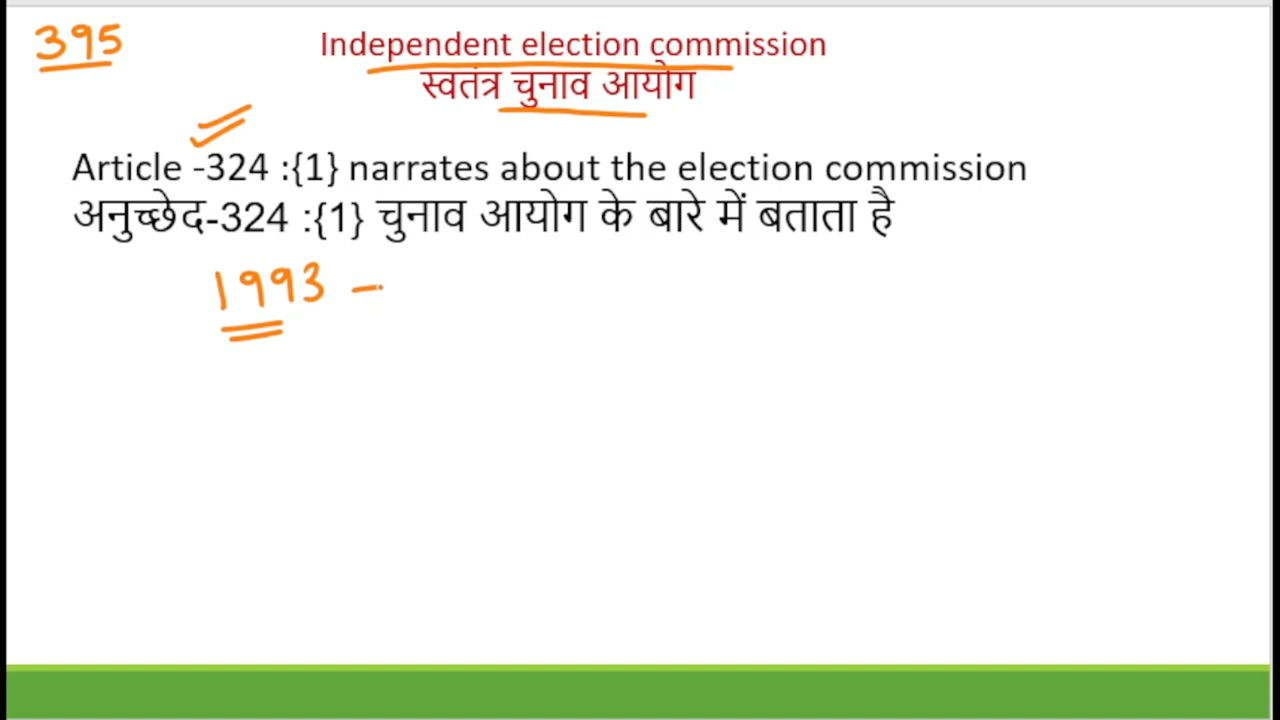 395
Independent election commission
स्वतंत्र चुनाव आयोग
Article -324 :{1} narrates about the election commission
अनुच्छेद-324 :{1} चुनाव आयोग के बारे में बताता है
1993 -